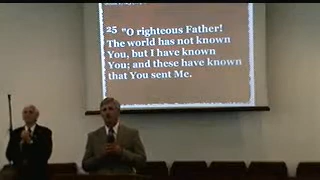 25 "O righteous Father!
The world has not known
You, but I have known
You; and these have known
that You sent Me.